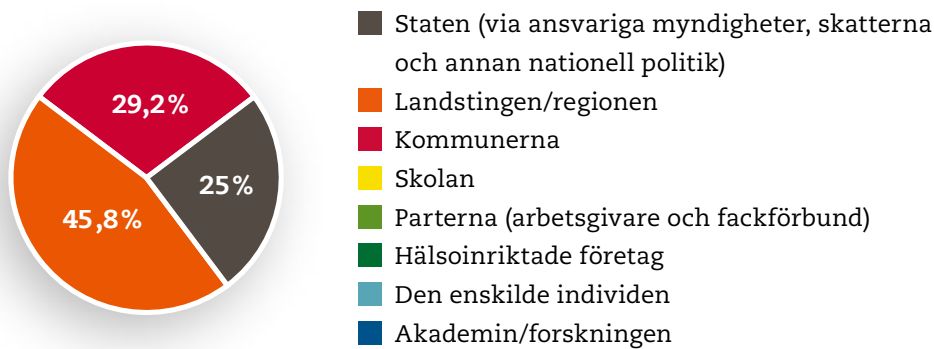 29,2%
25%
45,8%
Staten (via ansvariga myndigheter, skatterna
och annan nationell politik)
Landstingen/regionen
Kommunerna
Skolan
Parterna (arbetsgivare och fackförbund)
Hälsoinriktade företag
Den enskilde individen
Akademin/forskningen